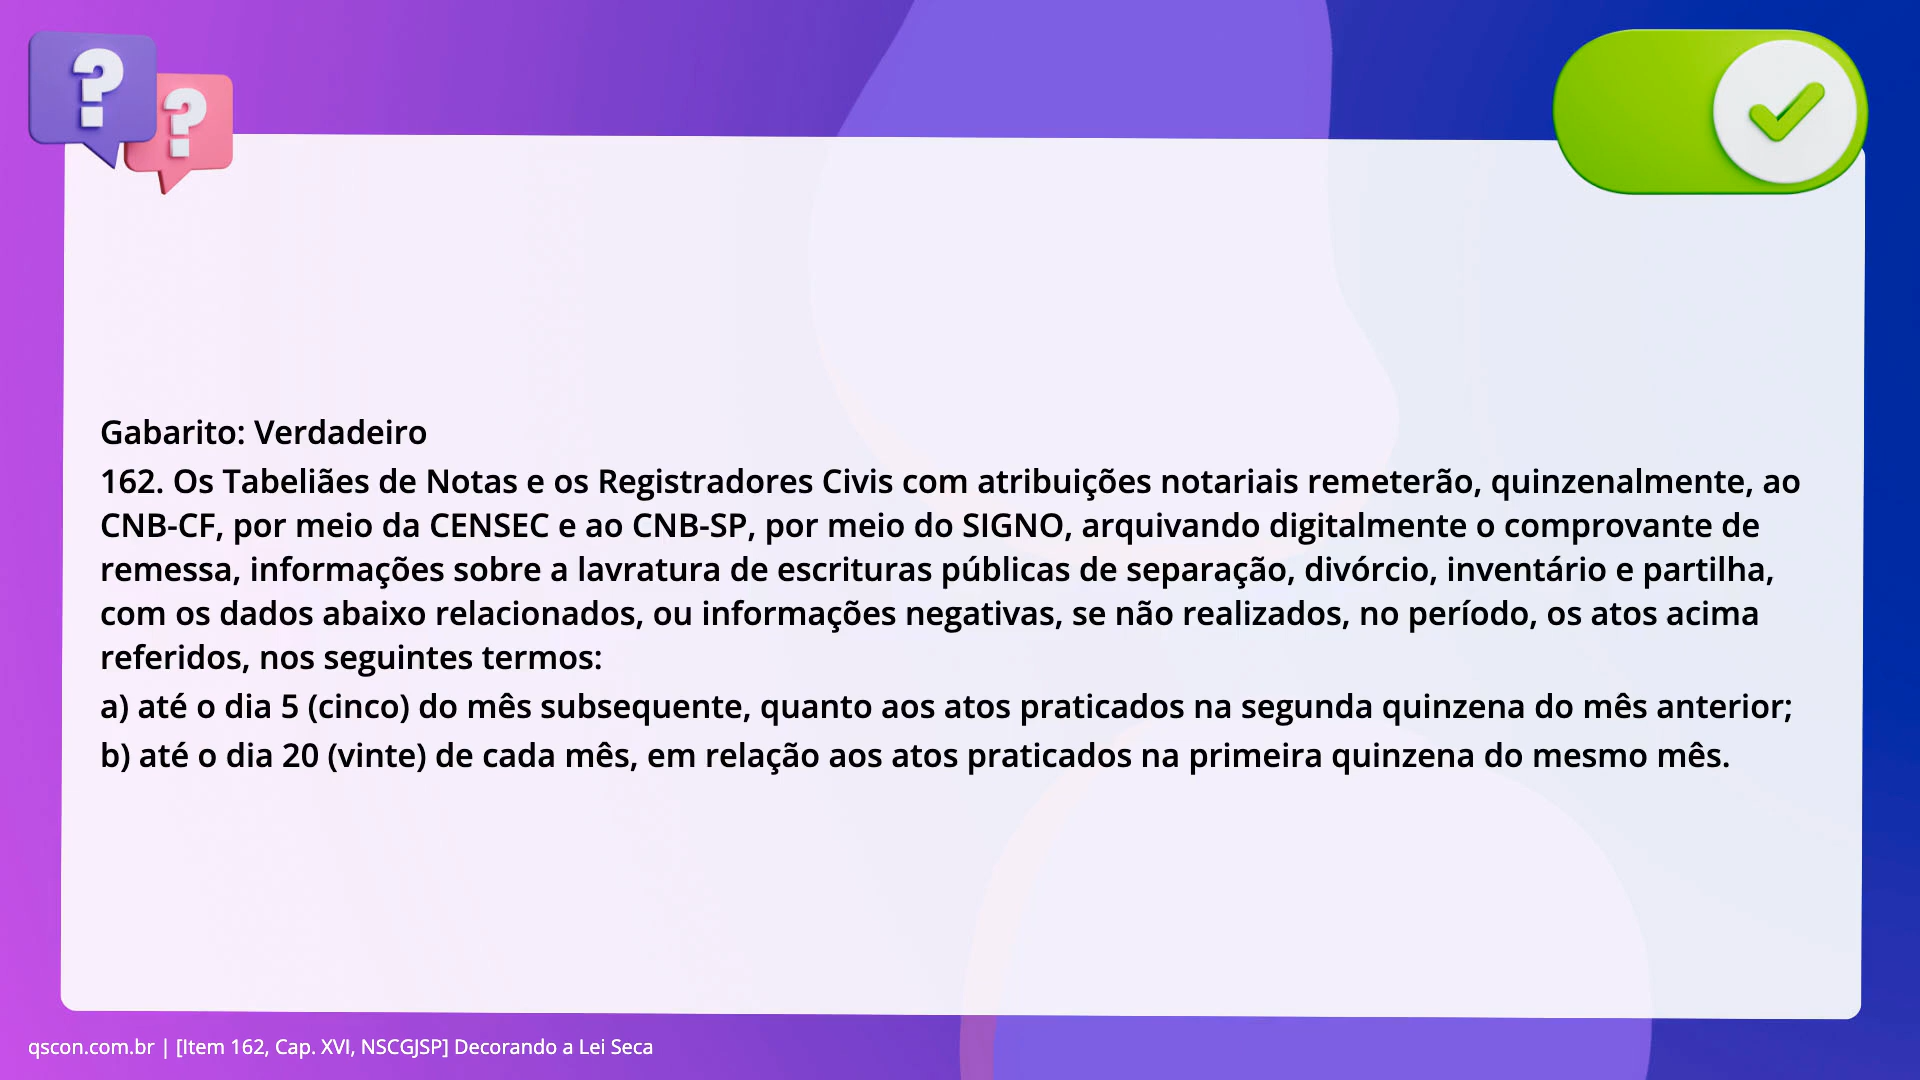 Gabarito: Verdadeiro
162. Os Tabeliães de Notas e os Registradores Civis com atribuições notariais remeterão, quinzenalmente, ao
CNB-CF, por meio da CENSEC e ao CNB-SP, por meio do SIGNO, arquivando digitalmente o comprovante de
remessa, informações sobre a lavratura de escrituras públicas de separação, divórcio, inventário e partilha,
com os dados abaixo relacionados, ou informações negativas, se não realizados, no período, os atos acima
referidos, nos seguintes termos:
a) até o dia 5 (cinco) do mês subsequente, quanto aos atos praticados na segunda quinzena do mês anterior;
b) até o dia 20 (vinte) de cada mês, em relação aos atos praticados na primeira quinzena do mesmo mês.
qscon.com.br | [Item 162, Cap. XVI, NSCGJSP] Decorando a Lei Seca